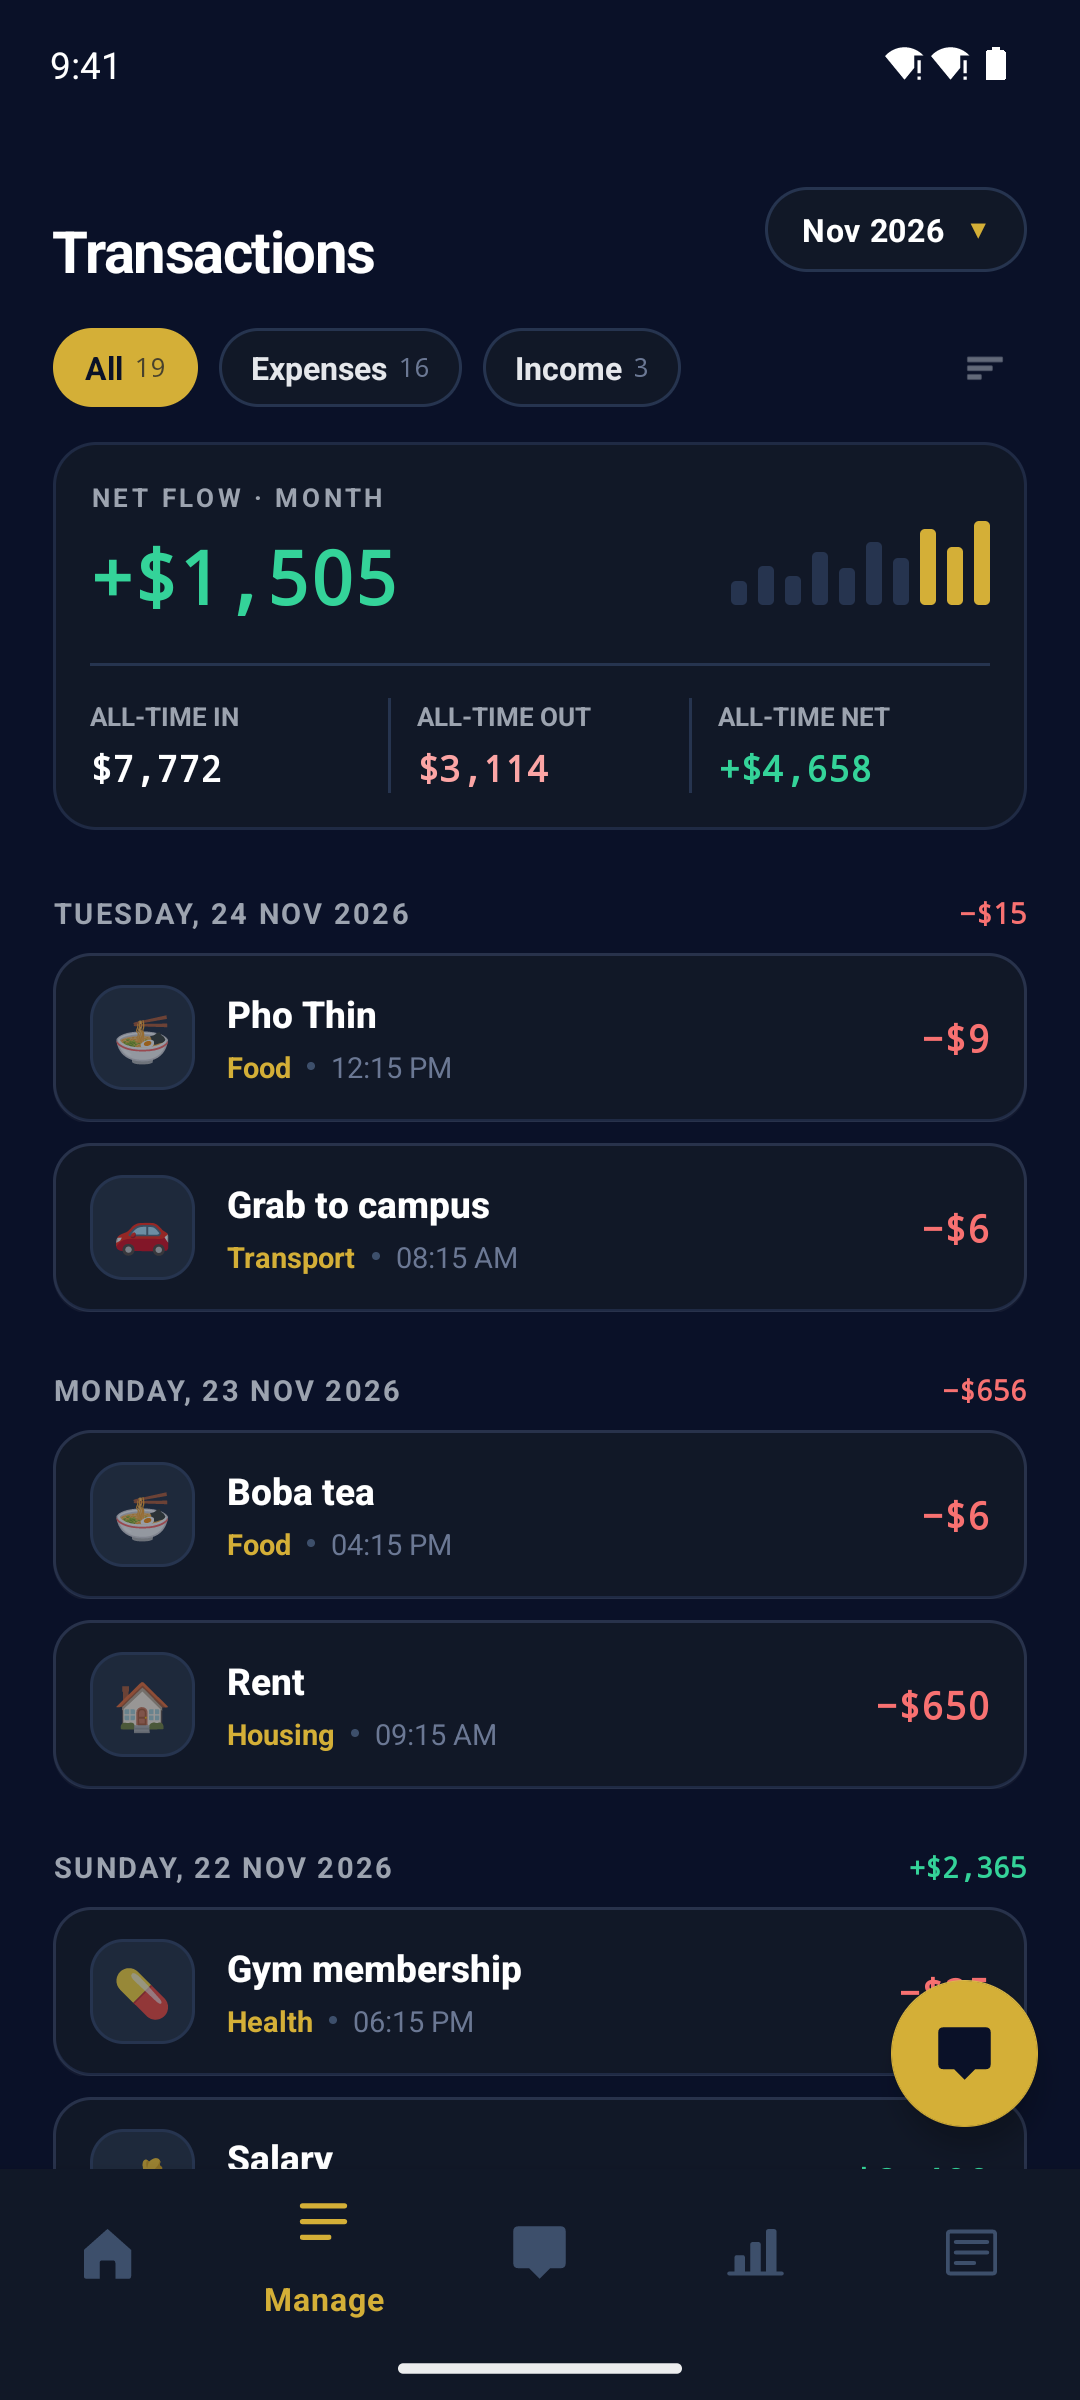 9:41
Transactions
Nov 2026 ▼
All 19
Expenses 16
Income 3
NET FLOW · MONTH
+$1,505
ALL-TIME IN
$7,772
ALL-TIME OUT
$3,114
ALL-TIME NET
+$4,658
TUESDAY, 24 NOV 2026
−$15
Pho Thin
−$9
Food • 12:15 PM
Grab to campus
−$6
Transport • 08:15 AM
MONDAY, 23 NOV 2026
−$656
Boba tea
−$6
Food • 04:15 PM
Rent
−$650
Housing • 09:15 AM
SUNDAY, 22 NOV 2026
+$2,365
Gym membership
Health • 06:15 PM
Salary
Manage